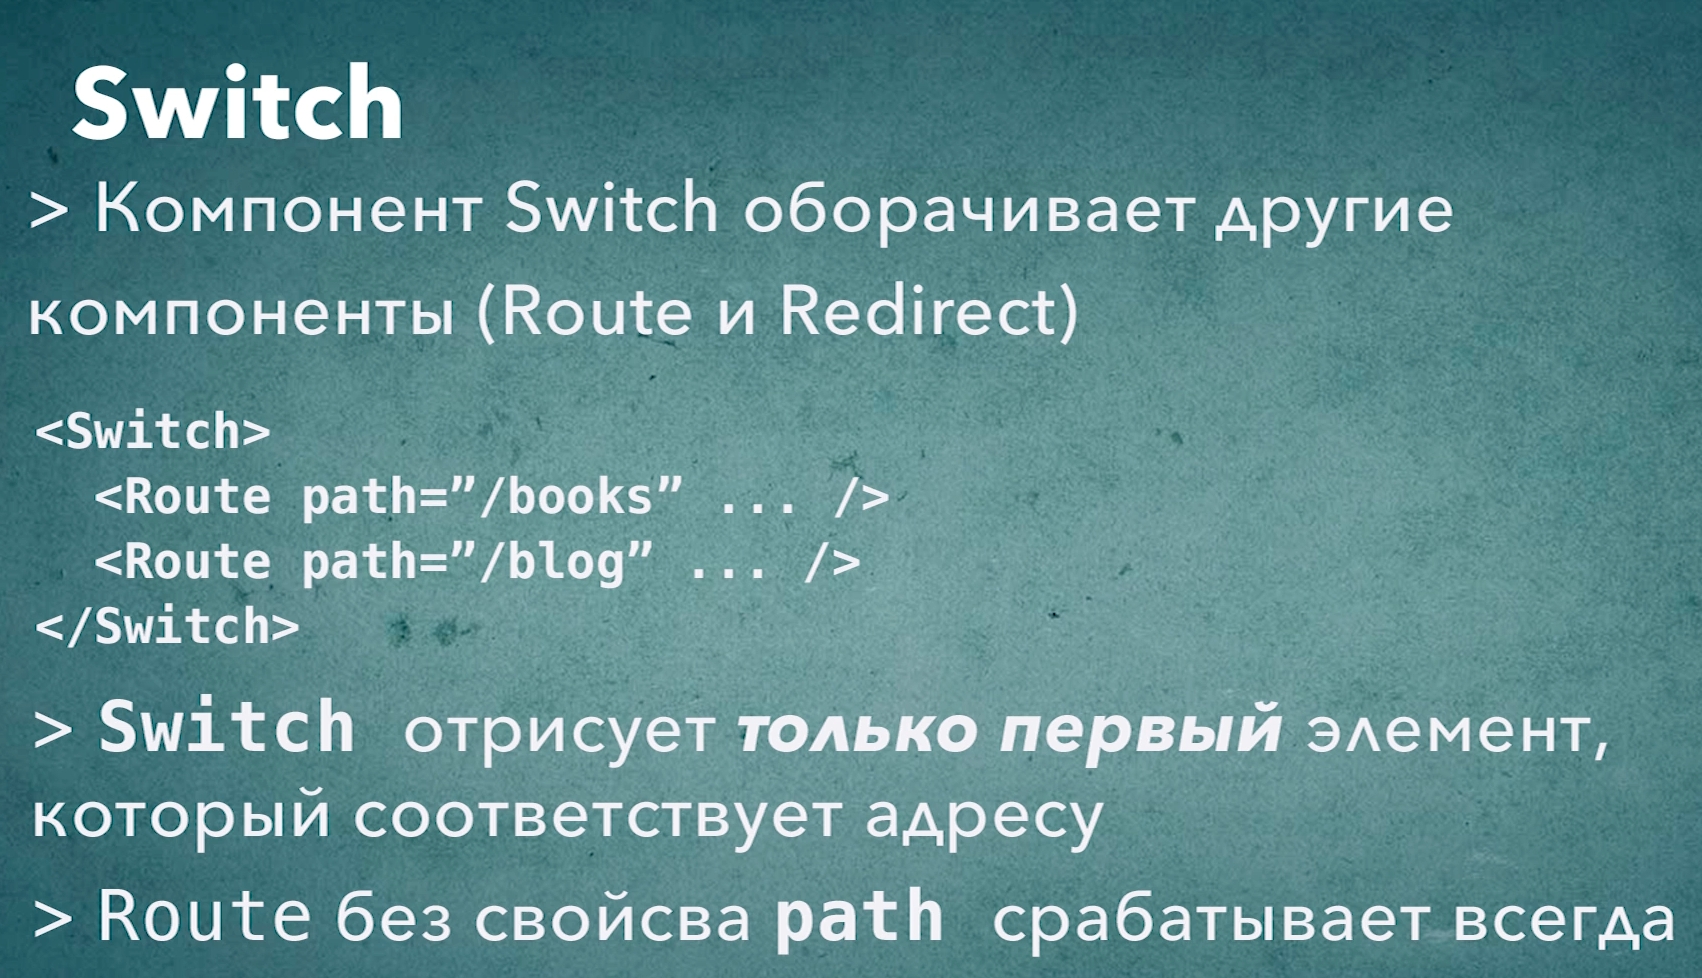 Switch
> Компонент Switch оборачивает другие
компоненты (Route и Redirect)
<Switch>
  <Route path=”/books” ... />
  <Route path=”/blog” ... />
</Switch>
> Switch отрисует только первый элемент,
который соответствует адресу
> Route без свойсва path срабатывает всегда